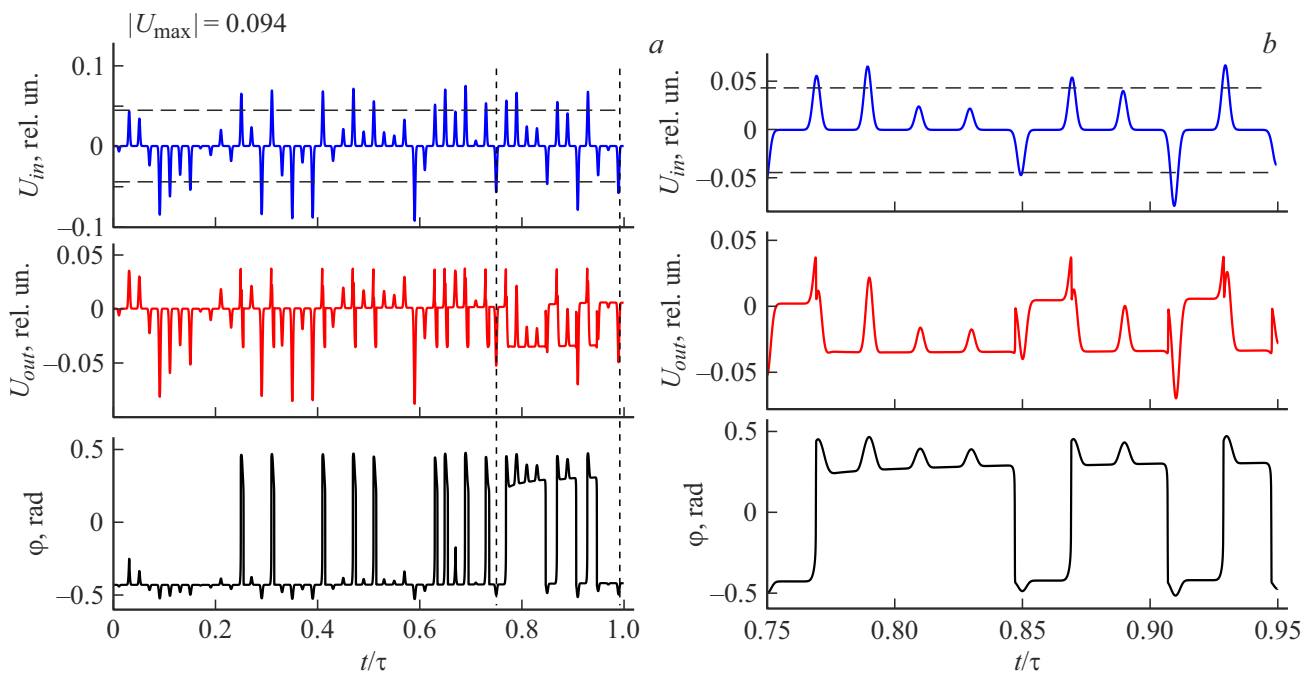 |U_max| = 0.094
a
U_in, rel. un.
0.1
0
−0.1
U_out, rel. un.
0.05
0
−0.05
φ, rad
0.5
0
−0.5
0 0.2 0.4 0.6 0.8 1.0
t/τ
b
U_in, rel. un.
0.05
0
−0.05
U_out, rel. un.
0.05
0
−0.05
φ, rad
0.5
0
−0.5
0.75 0.80 0.85 0.90 0.95
t/τ